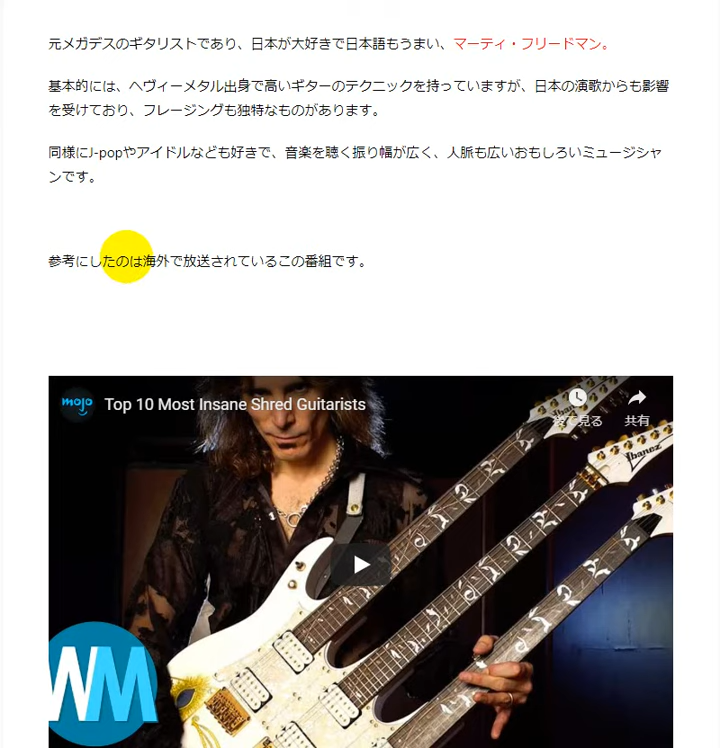 元メガデスのギタリストであり、日本が大好きで日本語もうまい、マーティ・フリードマン。
基本的には、ヘヴィーメタル出身で高いギターのテクニックを持っていますが、日本の演歌からも影響
を受けており、フレージングも独特なものがあります。
同様にJ-popやアイドルなども好きで、音楽を聴く振り幅が広く、人脈も広いおもしろいミュージシャ
ンです。
参考にしたのは海外で放送されているこの番組です。
mojo Top 10 Most Insane Shred Guitarists
後で見る 共有
Ibanez
Ibanez
WM